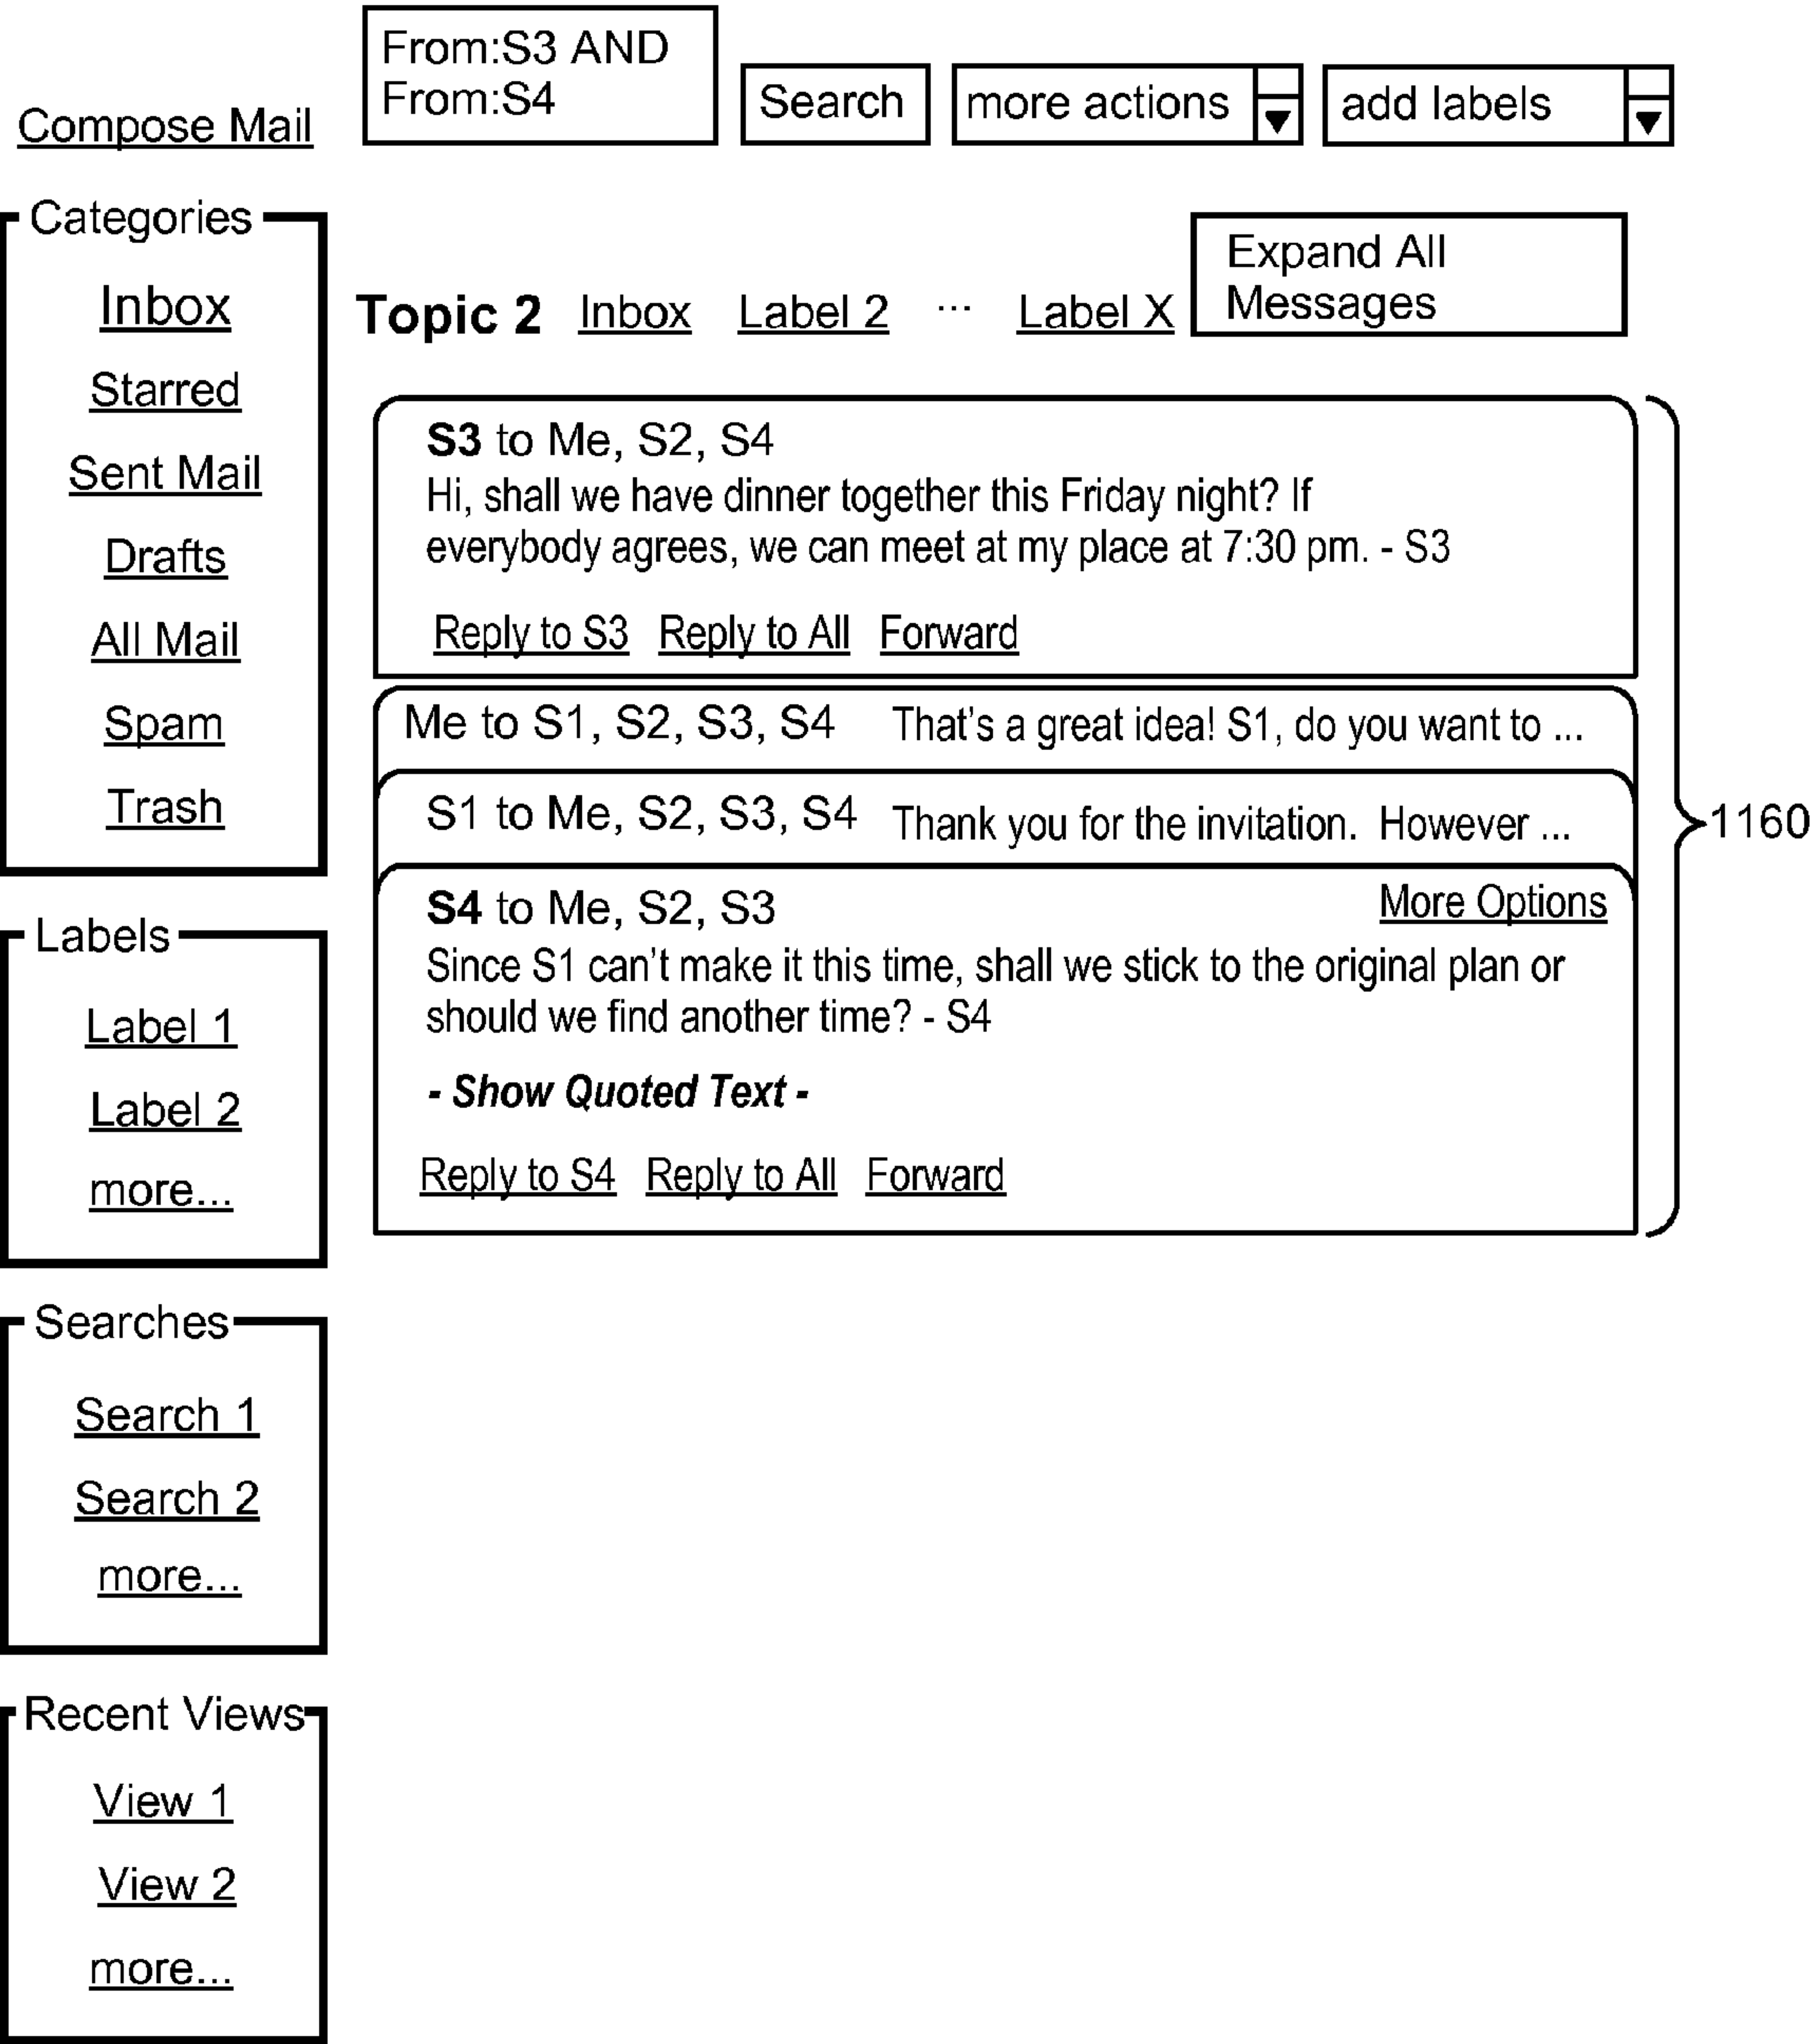 Compose Mail
From:S3 AND
From:S4
Search
more actions
add labels
Categories
Inbox
Starred
Sent Mail
Drafts
All Mail
Spam
Trash
Labels
Label 1
Label 2
more...
Searches
Search 1
Search 2
more...
Recent Views
View 1
View 2
more...
Topic 2 Inbox Label 2 ... Label X
Expand All
Messages
S3 to Me, S2, S4
Hi, shall we have dinner together this Friday night? If
everybody agrees, we can meet at my place at 7:30 pm. - S3
Reply to S3 Reply to All Forward
Me to S1, S2, S3, S4 That's a great idea! S1, do you want to ...
S1 to Me, S2, S3, S4 Thank you for the invitation. However ...
S4 to Me, S2, S3 More Options
Since S1 can't make it this time, shall we stick to the original plan or
should we find another time? - S4
- Show Quoted Text -
Reply to S4 Reply to All Forward
1160